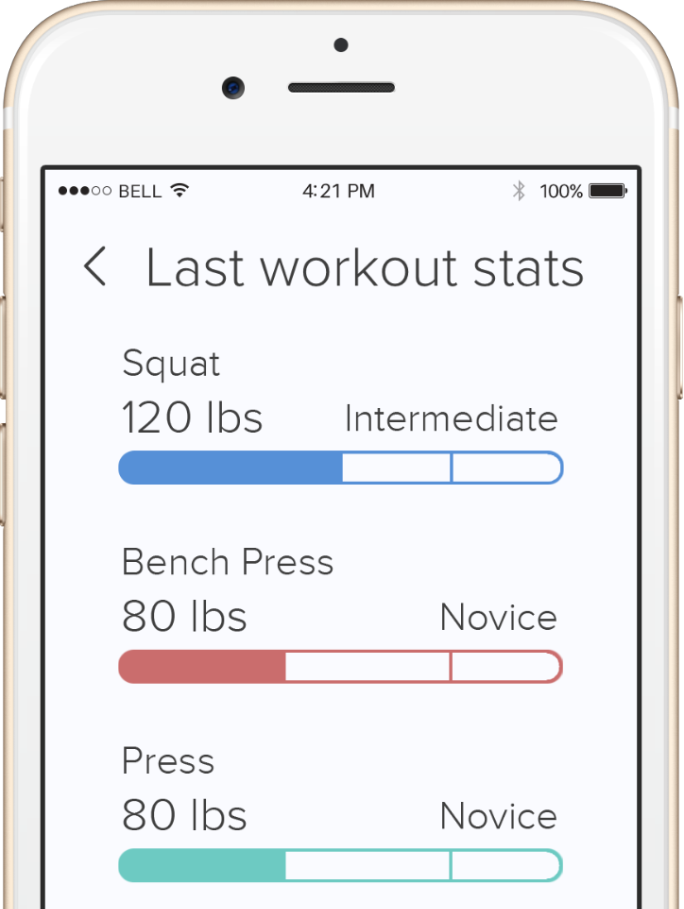 BELL 4:21 PM 100%
Last workout stats
Squat
120 lbs Intermediate
Bench Press
80 lbs Novice
Press
80 lbs Novice